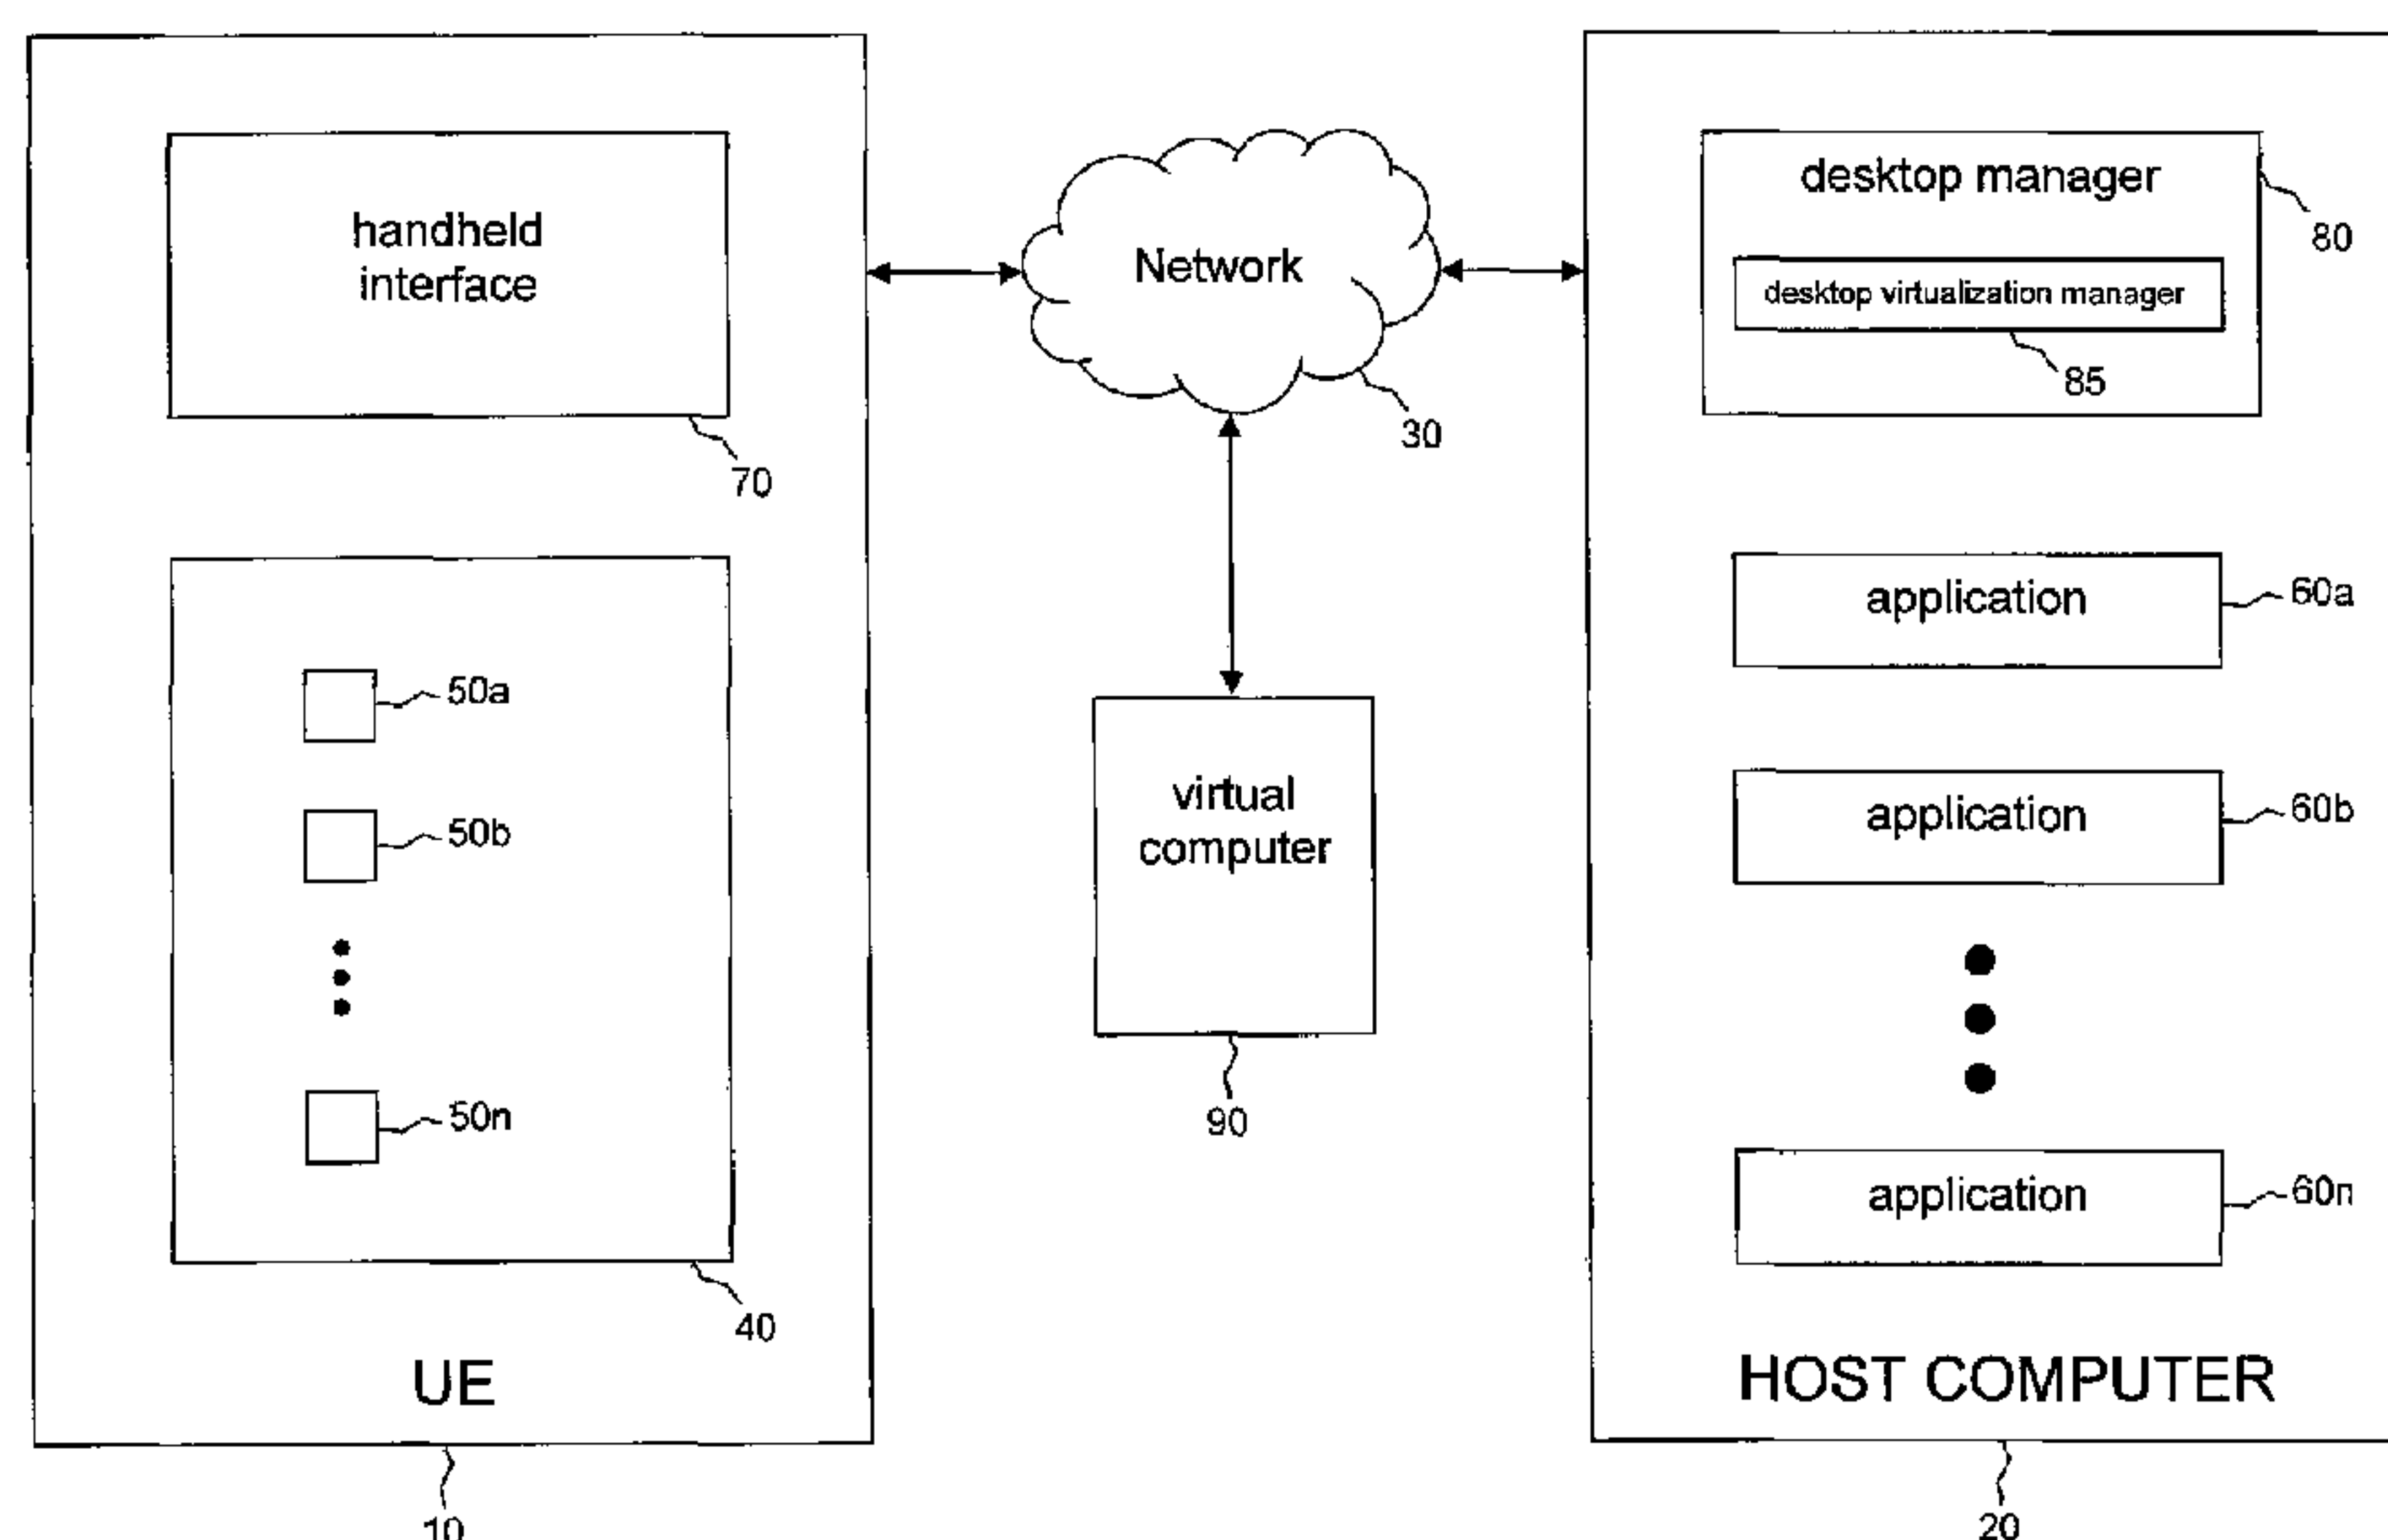 handheld
interface
70
50a
50b
50n
40
UE
10
Network
30
virtual
computer
90
desktop manager
80
desktop virtualization manager
85
application
60a
application
60b
application
60n
HOST COMPUTER
20